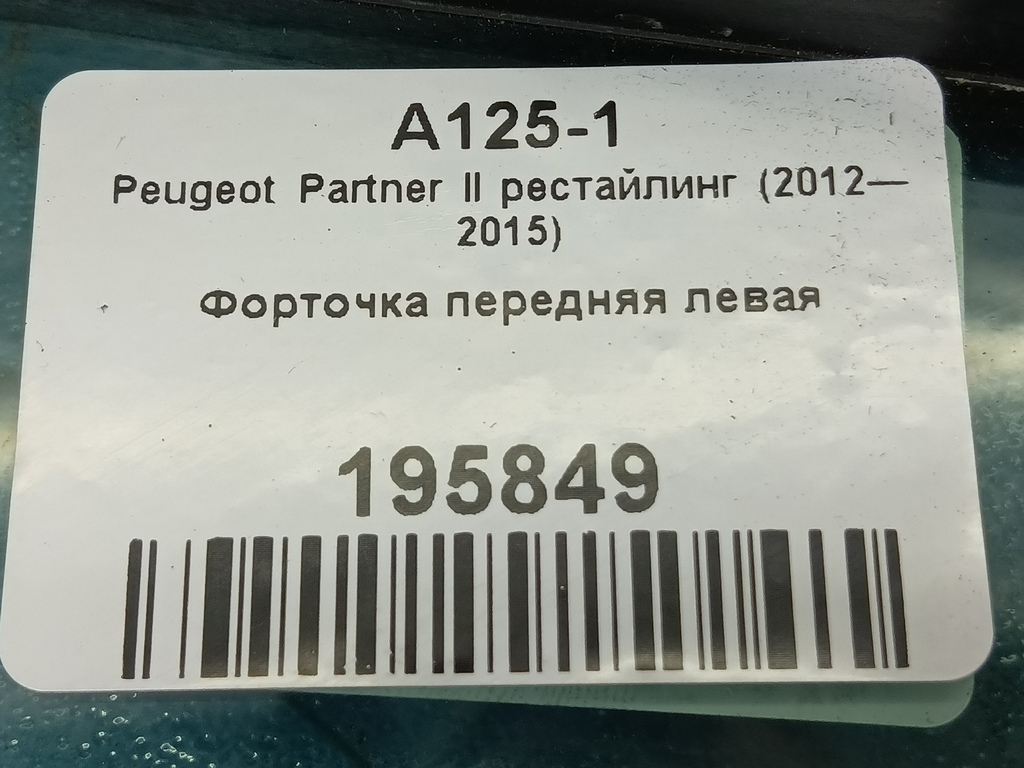 A125-1
Peugeot Partner II рестайлинг (2012—
2015)
Форточка передняя левая
195849